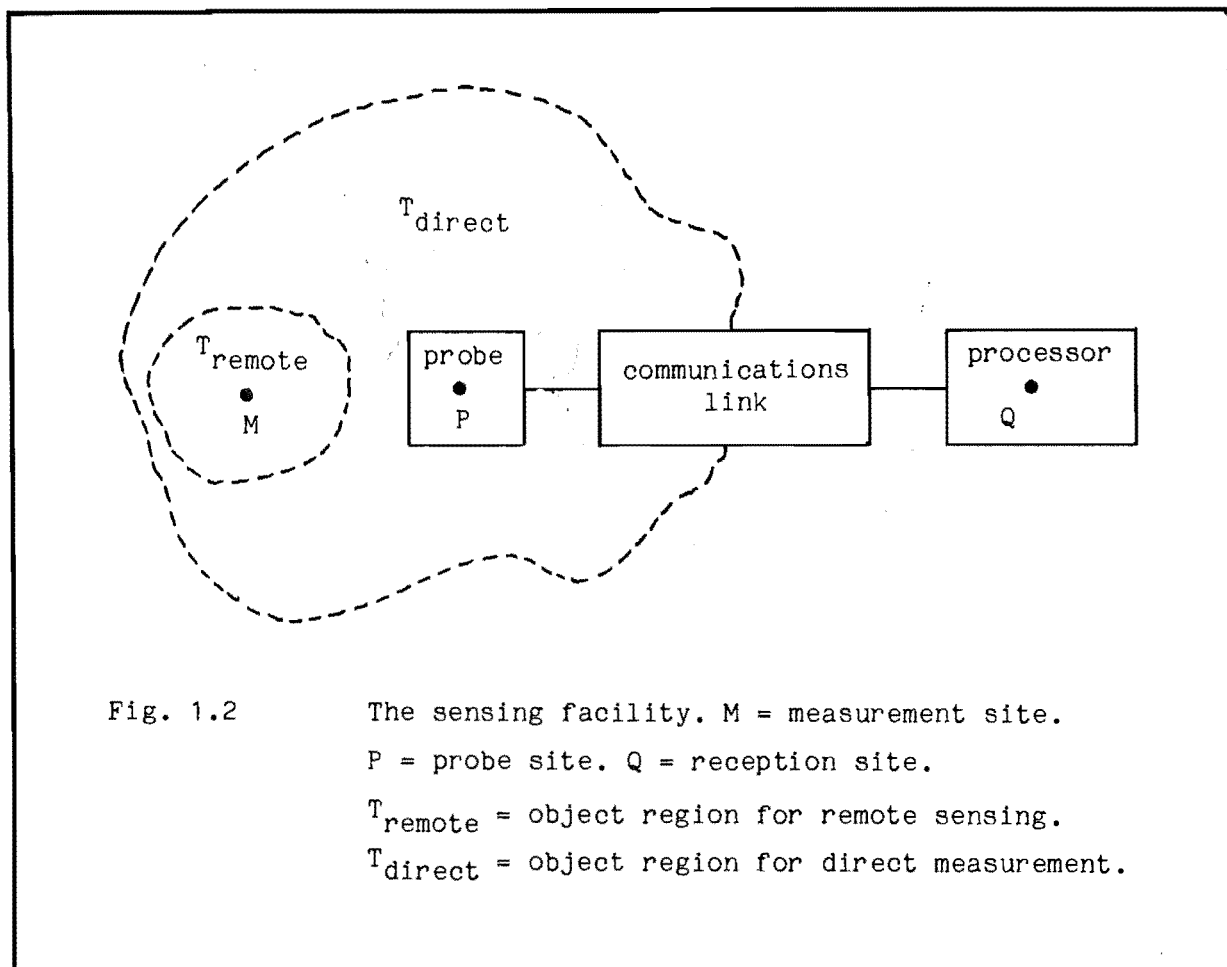 T_direct
T_remote
M
probe
P
communications
link
processor
Q
Fig. 1.2 The sensing facility. M = measurement site.
P = probe site. Q = reception site.
T_remote = object region for remote sensing.
T_direct = object region for direct measurement.